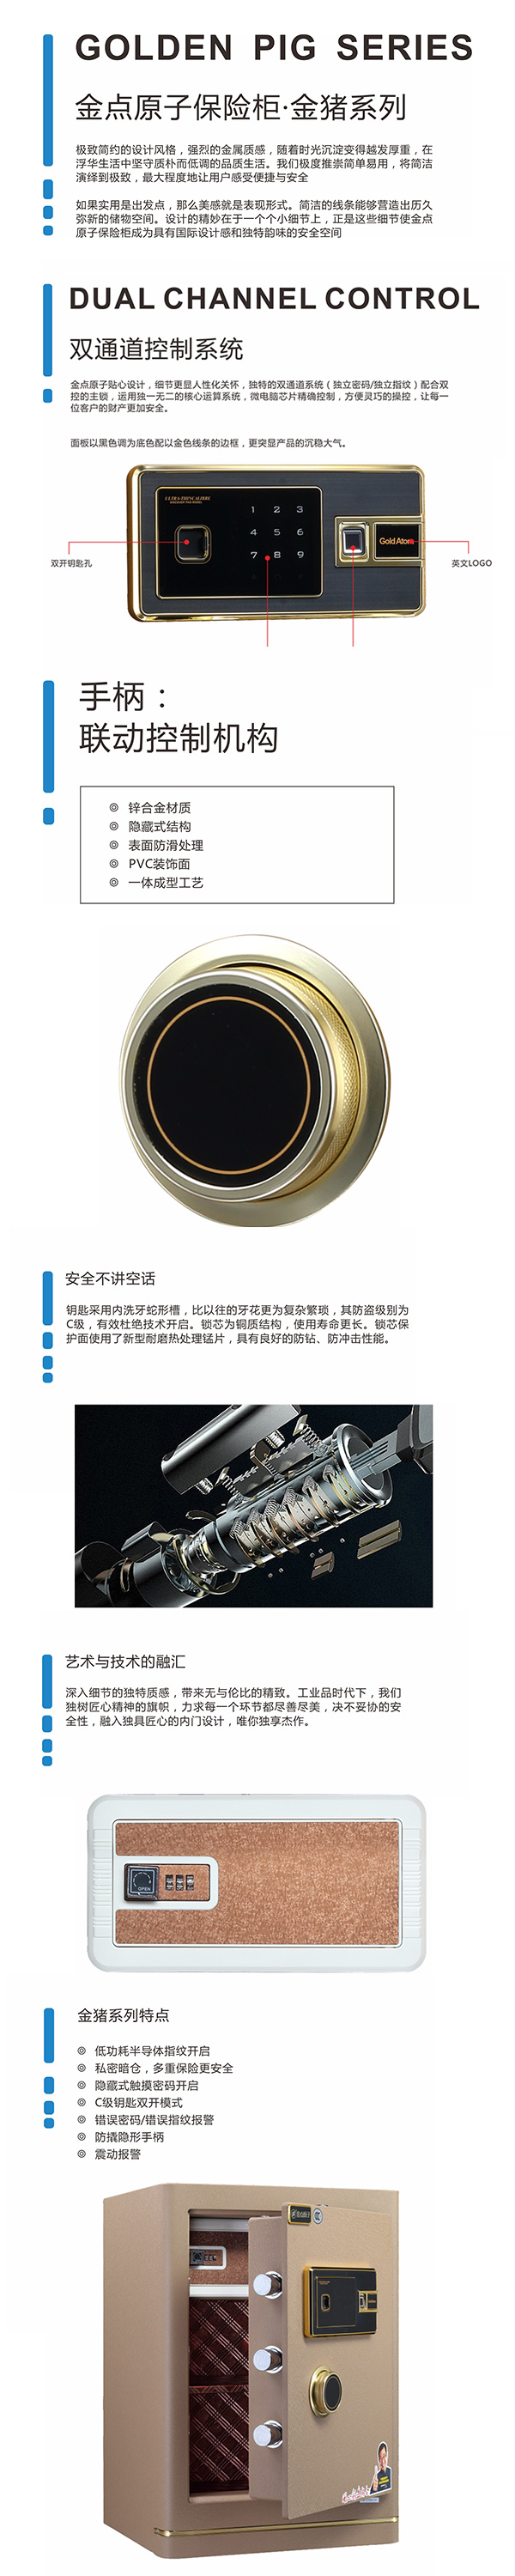 GOLDEN PIG SERIES
金点原子保险柜·金猪系列
极致简约的设计风格，强烈的金属质感，随着时光沉淀变得越发厚重，在
浮华生活中坚守质朴而低调的品质生活。我们极度推崇简单易用，将简洁
演绎到极致，最大程度地让用户感受便捷与安全
如果实用是出发点，那么美感就是表现形式。简洁的线条能够营造出历久
弥新的储物空间。设计的精妙在于一个个小细节上，正是这些细节使金点
原子保险柜成为具有国际设计感和独特韵味的安全空间
DUAL CHANNEL CONTROL
双通道控制系统
金点原子贴心设计，细节更显人性化关怀，独特的双通道系统（独立密码/独立指纹）配合双
控的主锁，运用独一无二的核心运算系统，微电脑芯片精确控制，方便灵巧的操控，让每一
位客户的财产更加安全。
面板以黑色调为底色配以金色线条的边框，更突显产品的沉稳大气。
1 2 3
4 5 6
7 8 9
Gold Atom
双开钥匙孔
英文LOGO
手柄：
联动控制机构
◎ 锌合金材质
◎ 隐藏式结构
◎ 表面防滑处理
◎ PVC装饰面
◎ 一体成型工艺
安全不讲空话
钥匙采用内洗牙蛇形槽，比以往的牙花更为复杂繁琐，其防盗级别为
C级，有效杜绝技术开启。锁芯为铜质结构，使用寿命更长。锁芯保
护面使用了新型耐磨热处理锰片，具有良好的防钻、防冲击性能。
艺术与技术的融汇
深入细节的独特质感，带来无与伦比的精致。工业品时代下，我们
独树匠心精神的旗帜，力求每一个环节都尽善尽美，决不妥协的安
全性，融入独具匠心的内门设计，唯你独享杰作。
OPEN
金猪系列特点
◎ 低功耗半导体指纹开启
◎ 私密暗仓，多重保险更安全
◎ 隐藏式触摸密码开启
◎ C级钥匙双开模式
◎ 错误密码/错误指纹报警
◎ 防撬隐形手柄
◎ 震动报警